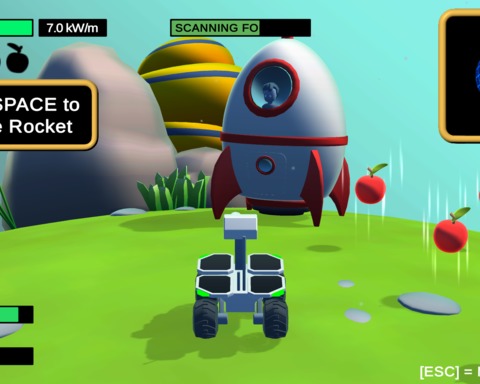 7.0 kW/m
SCANNING FO
SPACE to
Rocket
[ESC] =